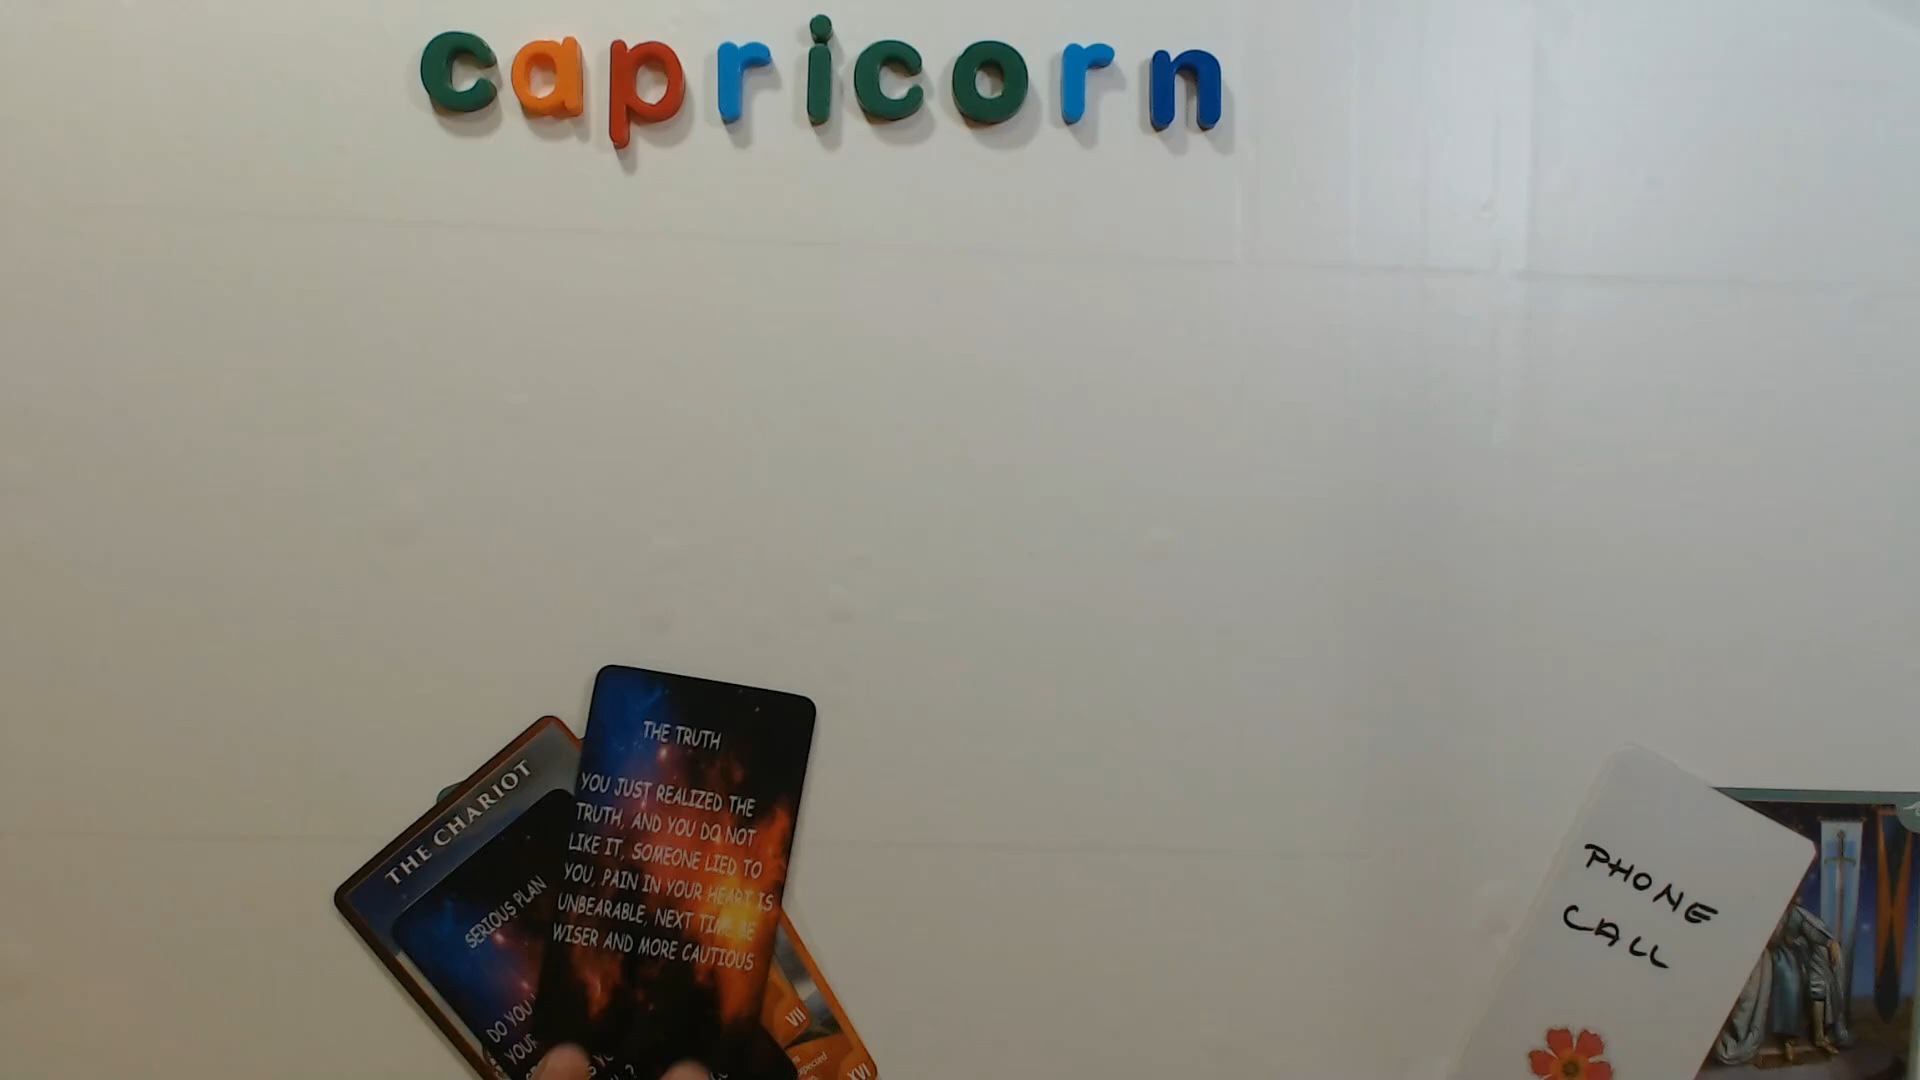 capricorn
THE TRUTH
YOU JUST REALIZED THE
TRUTH, AND YOU DO NOT
LIKE IT, SOMEONE LIED TO
YOU, PAIN IN YOUR HEART IS
UNBEARABLE, NEXT TIME BE
WISER AND MORE CAUTIOUS
THE CHARIOT
SERIOUS PLAN
DO YOU
VII
XVI
PHONE
CALL